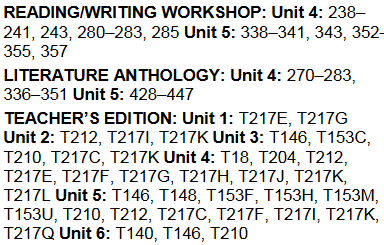 READING/WRITING WORKSHOP: Unit 4: 238–
241, 243, 280–283, 285 Unit 5: 338–341, 343, 352-
355, 357
LITERATURE ANTHOLOGY: Unit 4: 270–283,
336–351 Unit 5: 428–447
TEACHER'S EDITION: Unit 1: T217E, T217G
Unit 2: T212, T217I, T217K Unit 3: T146, T153C,
T210, T217C, T217K Unit 4: T18, T204, T212,
T217E, T217F, T217G, T217H, T217J, T217K,
T217L Unit 5: T146, T148, T153F, T153H, T153M,
T153U, T210, T212, T217C, T217F, T217I, T217K,
T217Q Unit 6: T140, T146, T210